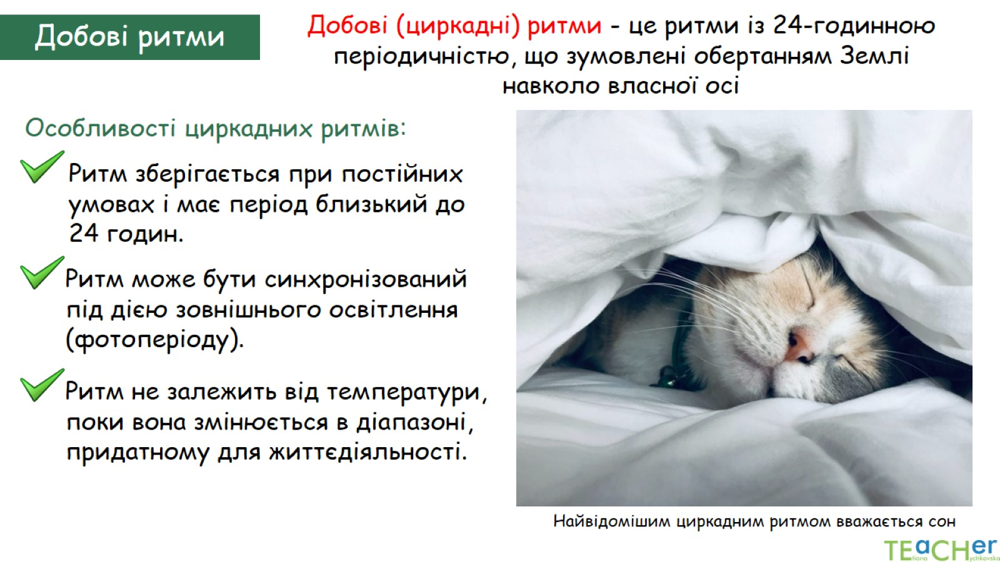 Добові ритми
Добові (циркадні) ритми - це ритми із 24-годинною
періодичністю, що зумовлені обертанням Землі
навколо власної осі
Особливості циркадних ритмів:
Ритм зберігається при постійних
умовах і має період близький до
24 годин.
Ритм може бути синхронізований
під дією зовнішнього освітлення
(фотоперіоду).
Ритм не залежить від температури,
поки вона змінюється в діапазоні,
придатному для життєдіяльності.
Найвідомішим циркадним ритмом вважається сон
TEaCHer
tiana ychkovska